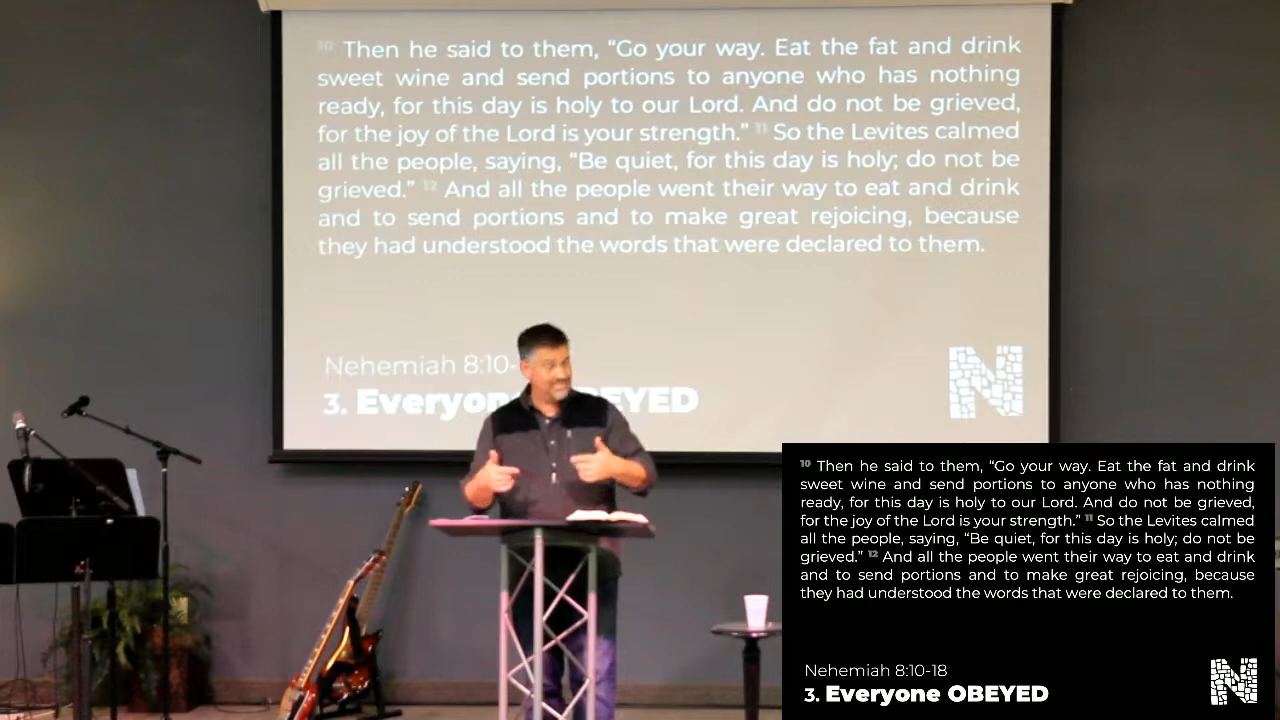 10 Then he said to them, “Go your way. Eat the fat and drink
sweet wine and send portions to anyone who has nothing
ready, for this day is holy to our Lord. And do not be grieved,
for the joy of the Lord is your strength.” 11 So the Levites calmed
all the people, saying, “Be quiet, for this day is holy; do not be
grieved.” 12 And all the people went their way to eat and drink
and to send portions and to make great rejoicing, because
they had understood the words that were declared to them.
Nehemiah 8:10-
3. Everyone OBEYED
N
10 Then he said to them, “Go your way. Eat the fat and drink
sweet wine and send portions to anyone who has nothing
ready, for this day is holy to our Lord. And do not be grieved,
for the joy of the Lord is your strength.” 11 So the Levites calmed
all the people, saying, “Be quiet, for this day is holy; do not be
grieved.” 12 And all the people went their way to eat and drink
and to send portions and to make great rejoicing, because
they had understood the words that were declared to them.
Nehemiah 8:10-18
3. Everyone OBEYED
N